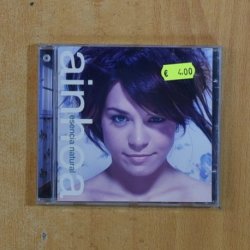 ainhoa
esencia natural
€ 4.00